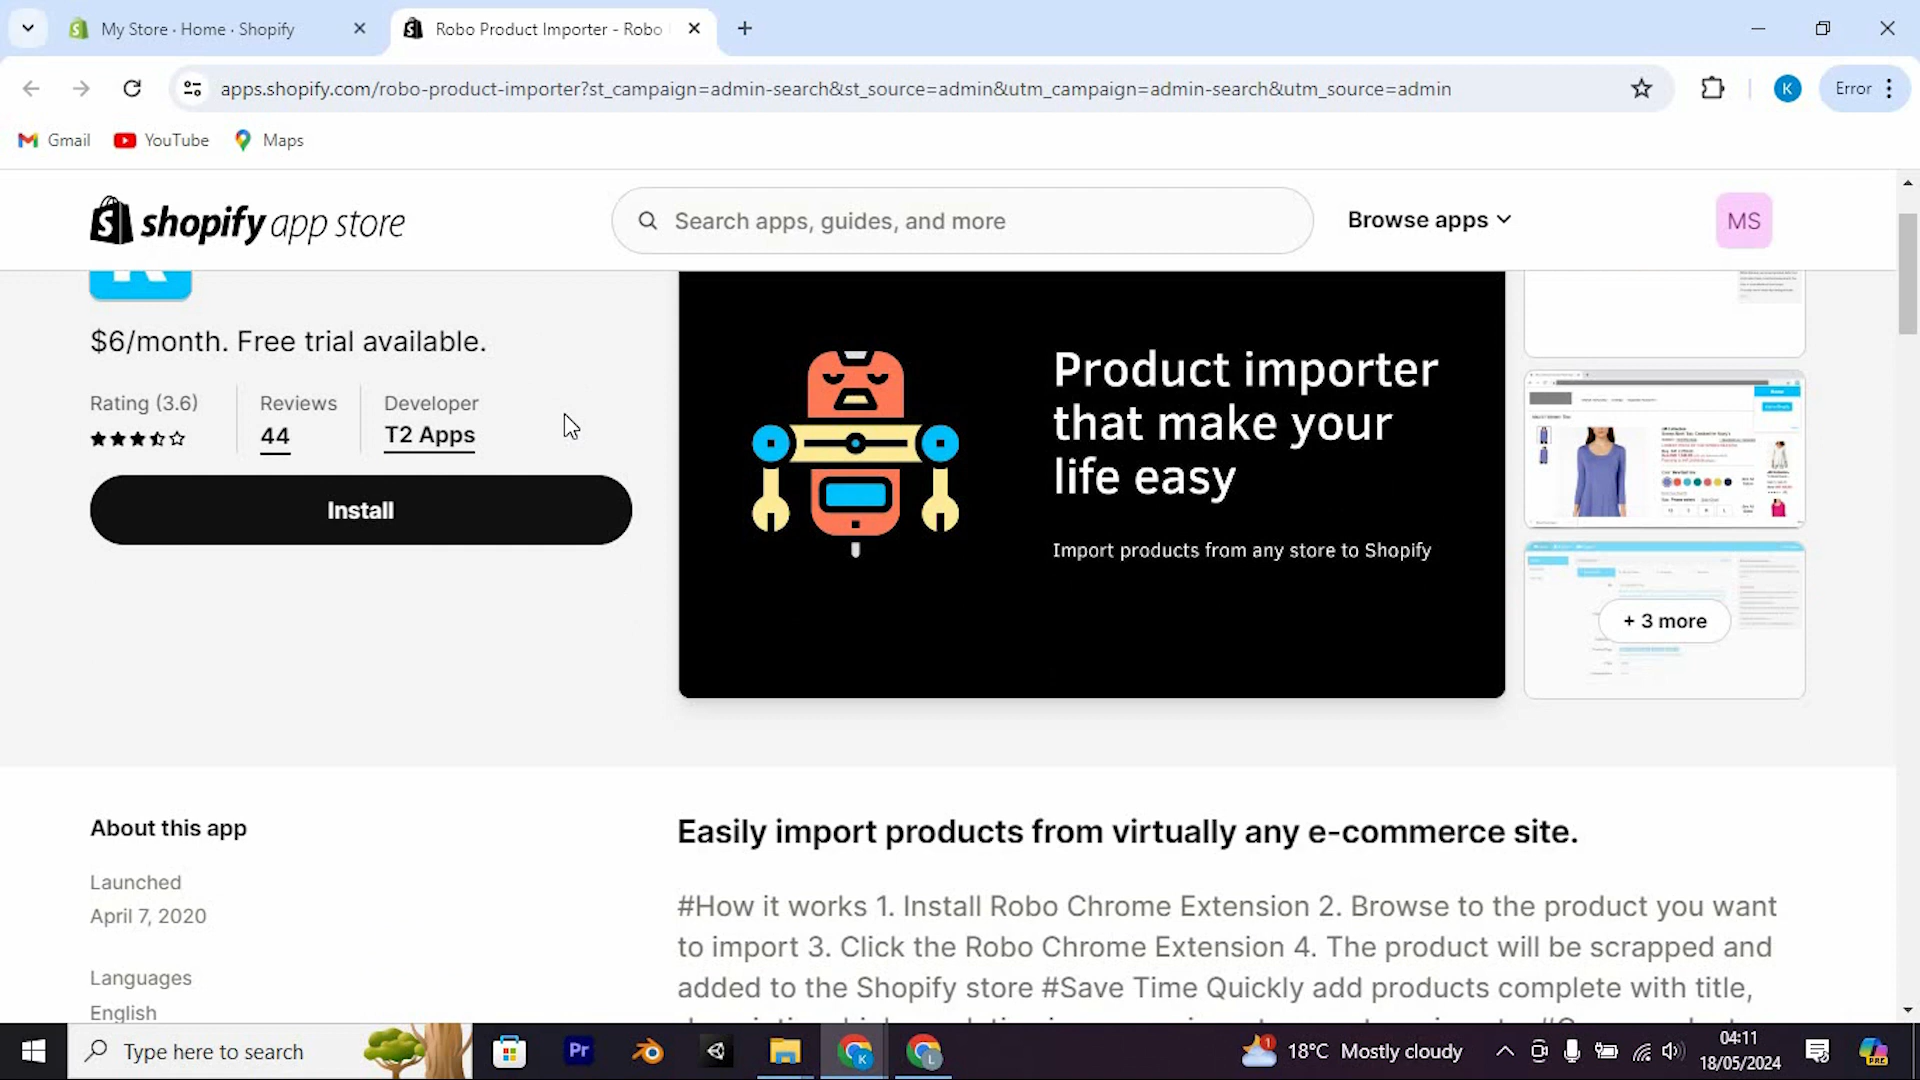 My Store · Home · Shopify
Robo Product Importer - Robo
apps.shopify.com/robo-product-importer?st_campaign=admin-search&st_source=admin&utm_campaign=admin-search&utm_source=admin
K
Error
Gmail
YouTube
Maps
shopify app store
Search apps, guides, and more
Browse apps
MS
$6/month. Free trial available.
Rating (3.6)
Reviews
44
Developer
T2 Apps
Install
Product importer
that make your
life easy
Import products from any store to Shopify
+ 3 more
About this app
Launched
April 7, 2020
Languages
English
Easily import products from virtually any e-commerce site.
#How it works 1. Install Robo Chrome Extension 2. Browse to the product you want
to import 3. Click the Robo Chrome Extension 4. The product will be scrapped and
added to the Shopify store #Save Time Quickly add products complete with title,
Type here to search
Pr
K
L
1
18°C Mostly cloudy
04:11
18/05/2024
PRE